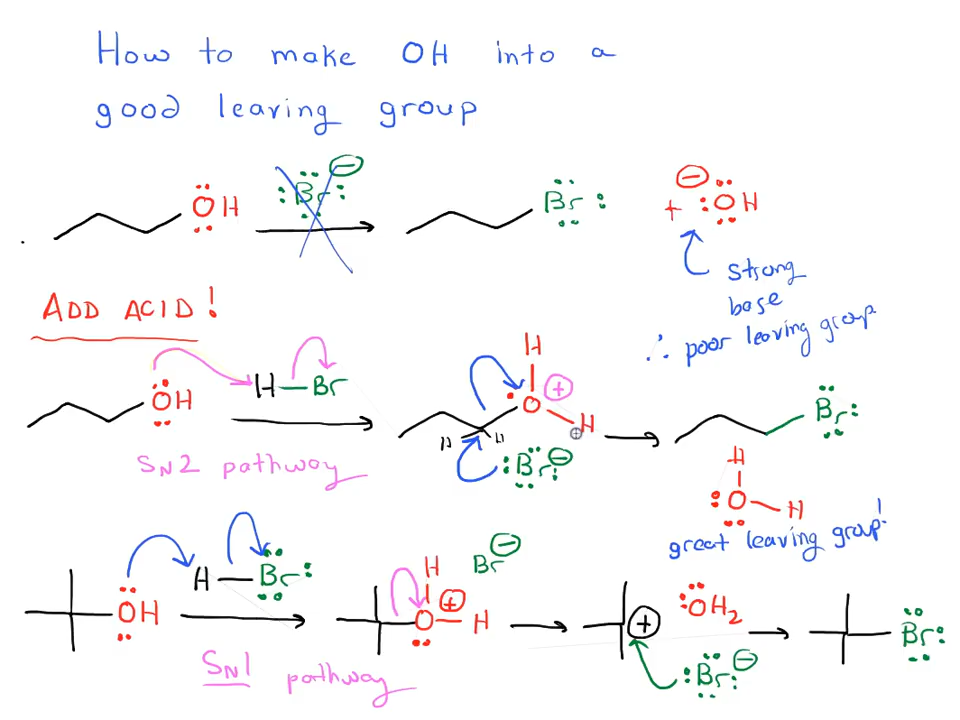 How to make OH into a
good leaving group
OH :Br: ⊖ Br: + ⊖ :OH
strong
base
∴ poor leaving group
ADD ACID!
OH H—Br H O ⊕ H Br:
H H :Br: ⊖
SN2 pathway
H :O H
great leaving group!
OH H—Br: H O ⊕ H Br ⊖ ⊕ :OH2 Br:
:Br: ⊖
SN1 pathway